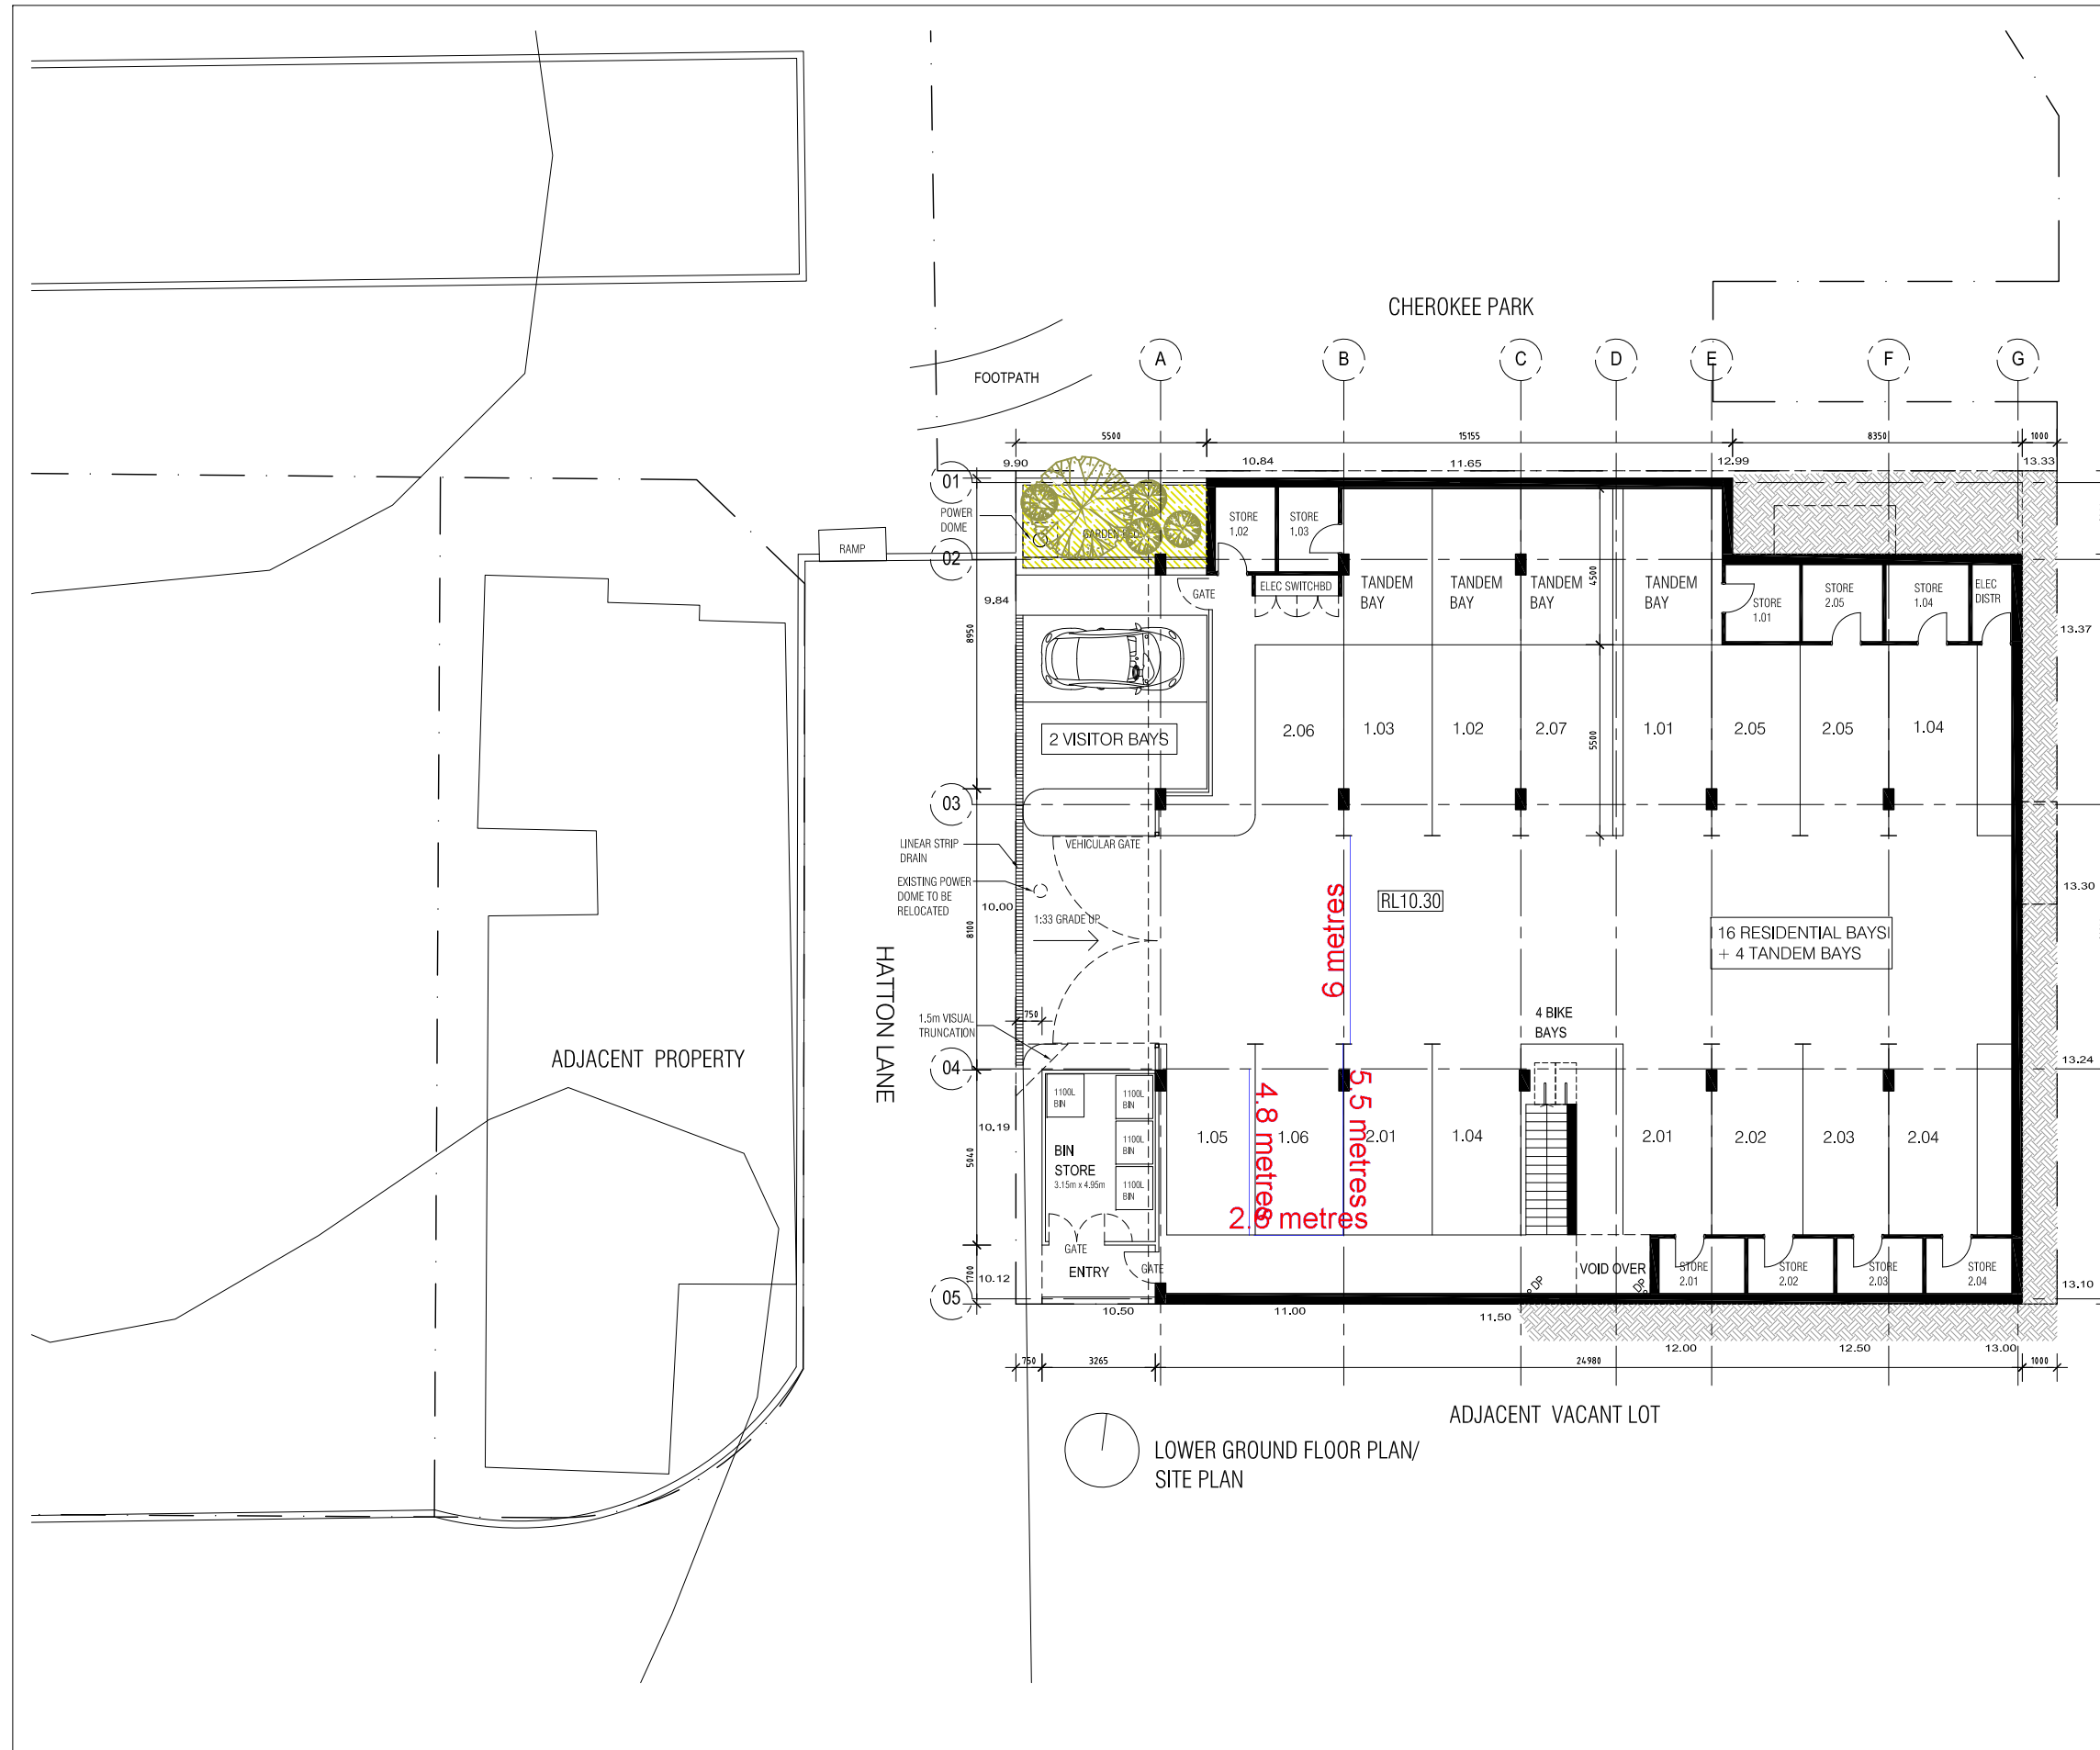 CHEROKEE PARK
A
B
C
D
E
F
G
FOOTPATH
5500
15155
8350
1000
9.90
10.84
11.65
12.99
13.33
01
POWER
DOME
GARDEN BED
STORE
1.02
STORE
1.03
RAMP
02
ELEC SWITCHBD
GATE
TANDEM
BAY
TANDEM
BAY
TANDEM
BAY
TANDEM
BAY
4500
STORE
1.01
STORE
2.05
STORE
1.04
ELEC
DISTR
9.84
13.37
8950
2 VISITOR BAYS
2.06
1.03
1.02
2.07
5500
1.01
2.05
2.05
1.04
03
LINEAR STRIP
DRAIN
VEHICULAR GATE
EXISTING POWER
DOME TO BE
RELOCATED
10.00
8100
1:33 GRADE UP
6 metres
RL10.30
13.30
16 RESIDENTIAL BAYS
+ 4 TANDEM BAYS
HATTON LANE
1.5m VISUAL
TRUNCATION
750
4 BIKE
BAYS
ADJACENT PROPERTY
04
13.24
1100L
BIN
1100L
BIN
1100L
BIN
1100L
BIN
10.19
5040
BIN
STORE
3.15m x 4.95m
1.05
4.8 metres
1.06
5.5 metres
2.01
1.04
2.01
2.02
2.03
2.04
2.6 metres
GATE
ENTRY
GATE
1700
10.12
05
VOID OVER
DP
DP
STORE
2.01
STORE
2.02
STORE
2.03
STORE
2.04
13.10
10.50
11.00
11.50
12.00
12.50
13.00
750
3265
24980
1000
ADJACENT VACANT LOT
LOWER GROUND FLOOR PLAN/
SITE PLAN